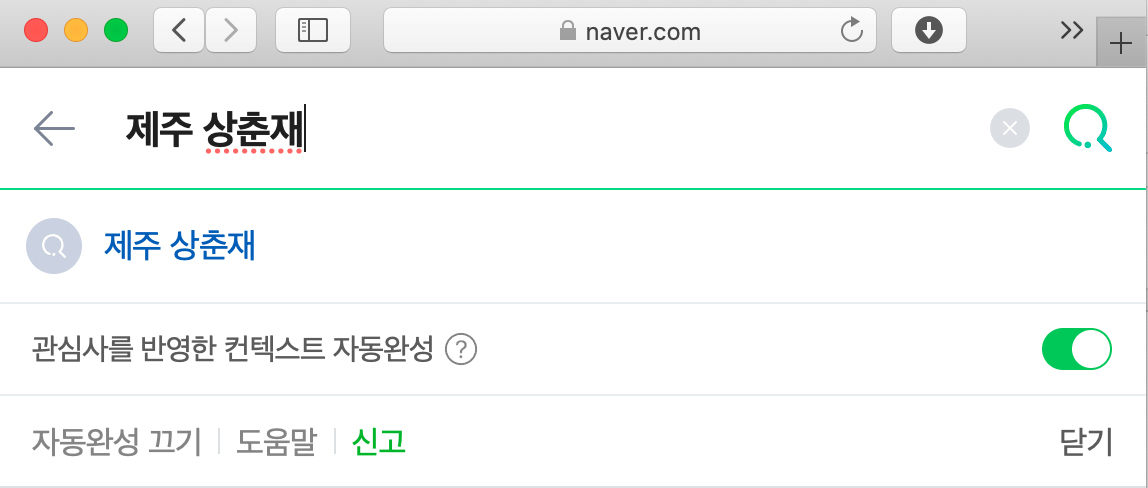 naver.com
제주 상춘재
제주 상춘재
관심사를 반영한 컨텍스트 자동완성 ?
자동완성 끄기 도움말 신고 닫기